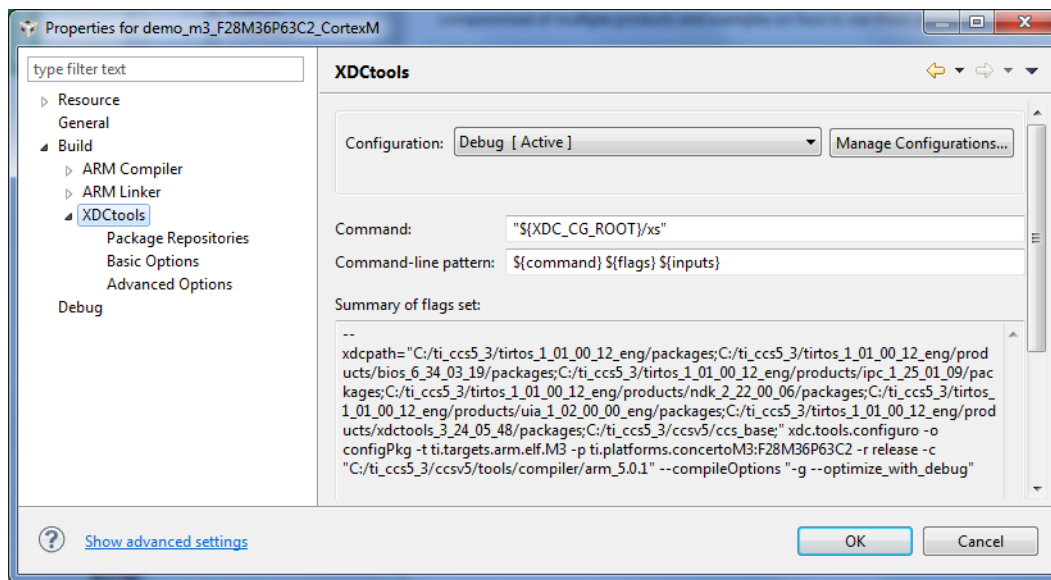 Properties for demo_m3_F28M36P63C2_CortexM
type filter text
Resource
General
Build
ARM Compiler
ARM Linker
XDCtools
Package Repositories
Basic Options
Advanced Options
Debug
XDCtools
Configuration: Debug [ Active ] Manage Configurations...
Command: "${XDC_CG_ROOT}/xs"
Command-line pattern: ${command} ${flags} ${inputs}
Summary of flags set:
--
xdcpath="C:/ti_ccs5_3/tirtos_1_01_00_12_eng/packages;C:/ti_ccs5_3/tirtos_1_01_00_12_eng/prod
ucts/bios_6_34_03_19/packages;C:/ti_ccs5_3/tirtos_1_01_00_12_eng/products/ipc_1_25_01_09/pac
kages;C:/ti_ccs5_3/tirtos_1_01_00_12_eng/products/ndk_2_22_00_06/packages;C:/ti_ccs5_3/tirtos_
1_01_00_12_eng/products/uia_1_02_00_00_eng/packages;C:/ti_ccs5_3/tirtos_1_01_00_12_eng/prod
ucts/xdctools_3_24_05_48/packages;C:/ti_ccs5_3/ccsv5/ccs_base;" xdc.tools.configuro -o
configPkg -t ti.targets.arm.elf.M3 -p ti.platforms.concertoM3:F28M36P63C2 -r release -c
"C:/ti_ccs5_3/ccsv5/tools/compiler/arm_5.0.1" --compileOptions "-g --optimize_with_debug"
Show advanced settings
OK
Cancel